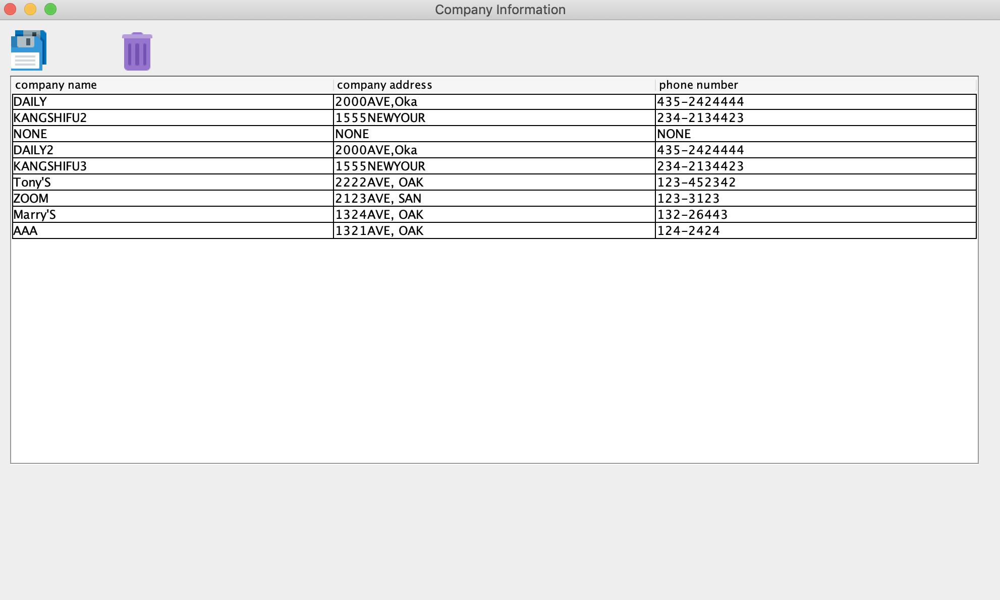 Company Information
company name company address phone number
DAILY 2000AVE,Oka 435-2424444
KANGSHIFU2 1555NEWYOUR 234-2134423
NONE NONE NONE
DAILY2 2000AVE,Oka 435-2424444
KANGSHIFU3 1555NEWYOUR 234-2134423
Tony'S 2222AVE, OAK 123-452342
ZOOM 2123AVE, SAN 123-3123
Marry'S 1324AVE, OAK 132-26443
AAA 1321AVE, OAK 124-2424